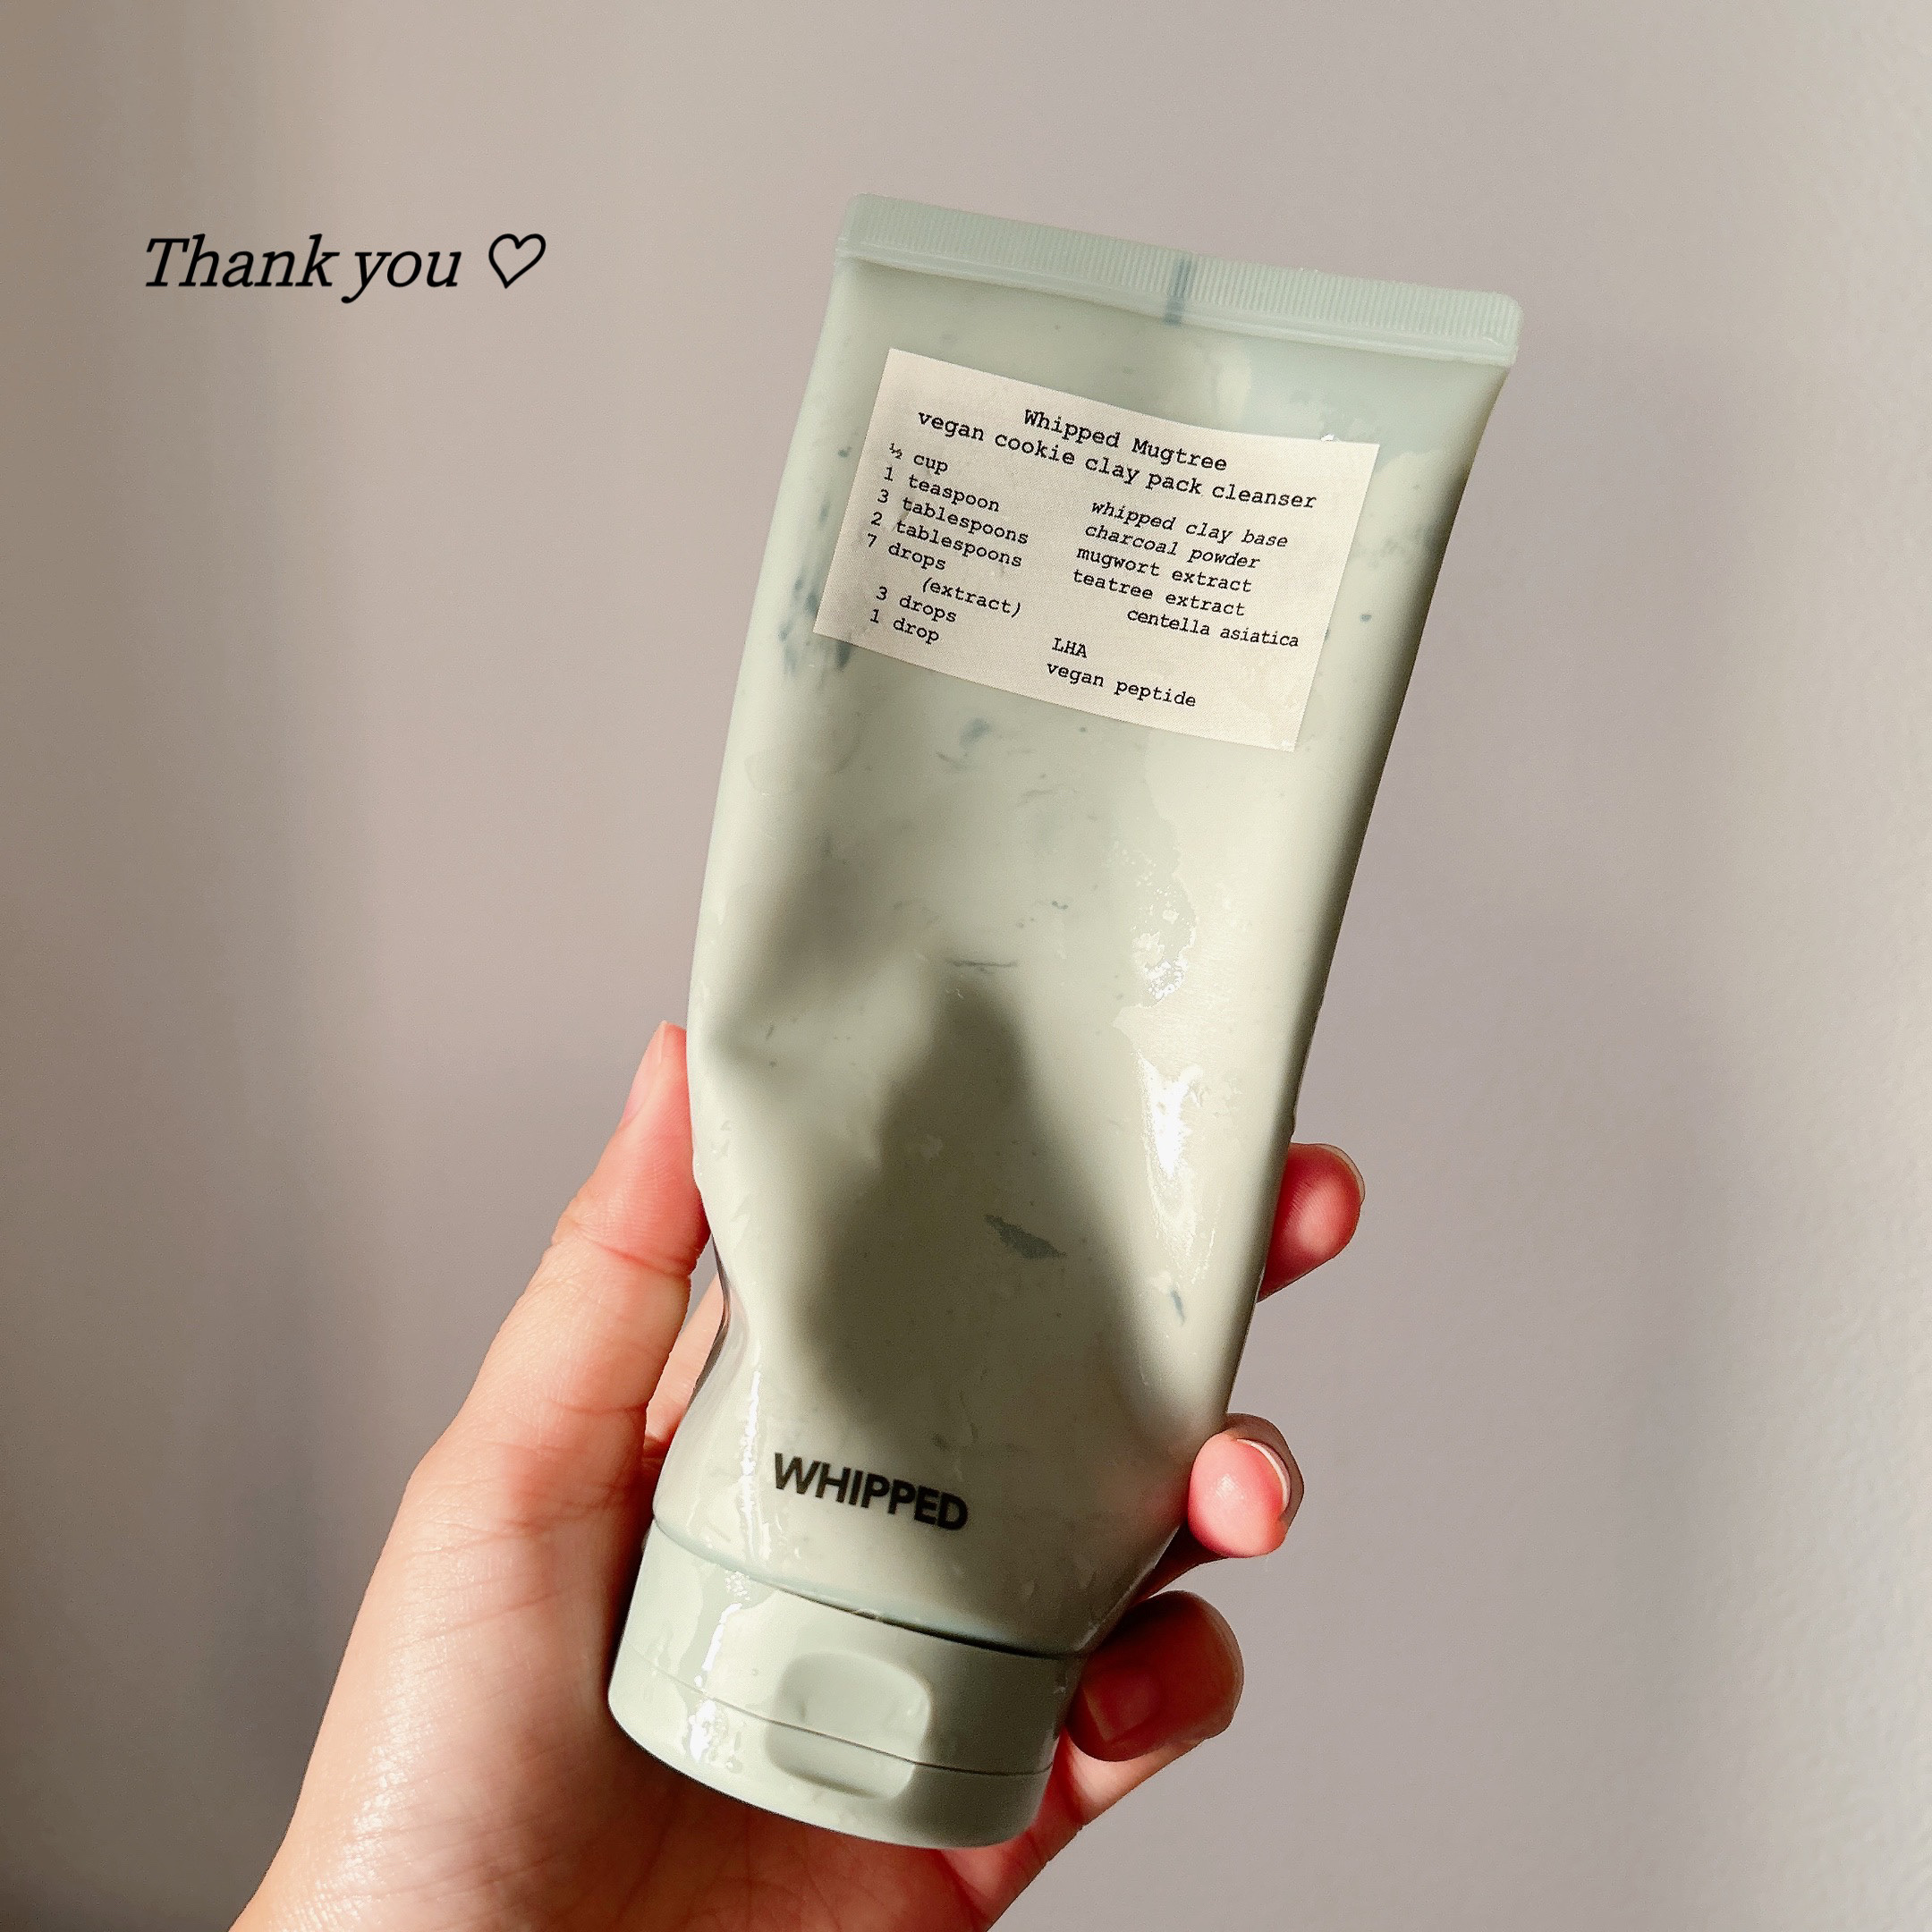 Thank you ♡
Whipped Mugtree
vegan cookie clay pack cleanser
½ cup whipped clay base
1 teaspoon charcoal powder
3 tablespoons mugwort extract
2 tablespoons teatree extract
7 drops centella asiatica
(extract)
3 drops LHA
1 drop vegan peptide
WHIPPED